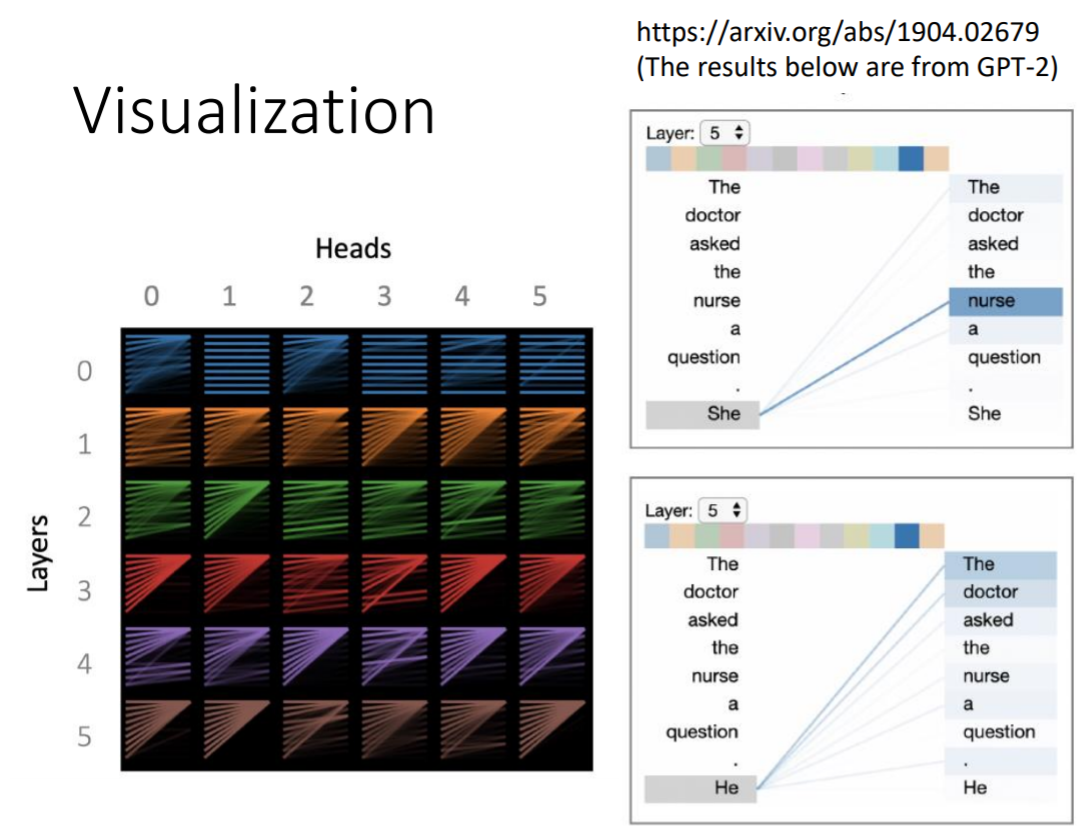 https://arxiv.org/abs/1904.02679
(The results below are from GPT-2)
Visualization
Heads
0 1 2 3 4 5
Layers
0
1
2
3
4
5
Layer: 5
The The
doctor doctor
asked asked
the the
nurse nurse
a a
question question
. .
She She
Layer: 5
The The
doctor doctor
asked asked
the the
nurse nurse
a a
question question
. .
He He